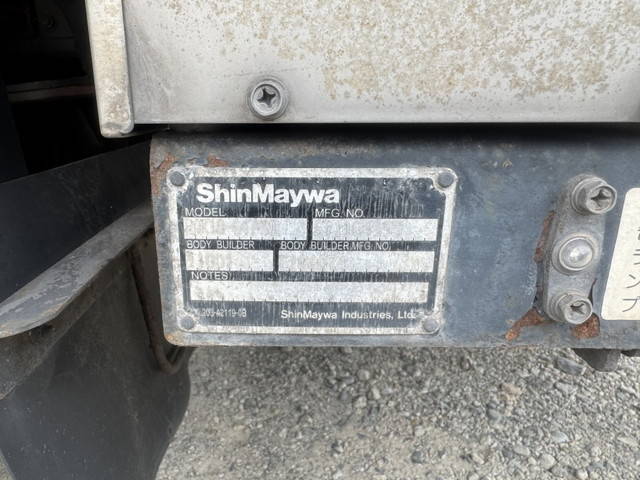 ShinMaywa
MODEL MFG. NO.
BODY BUILDER BODY BUILDER MFG. NO.
NOTES
ShinMaywa Industries, Ltd.